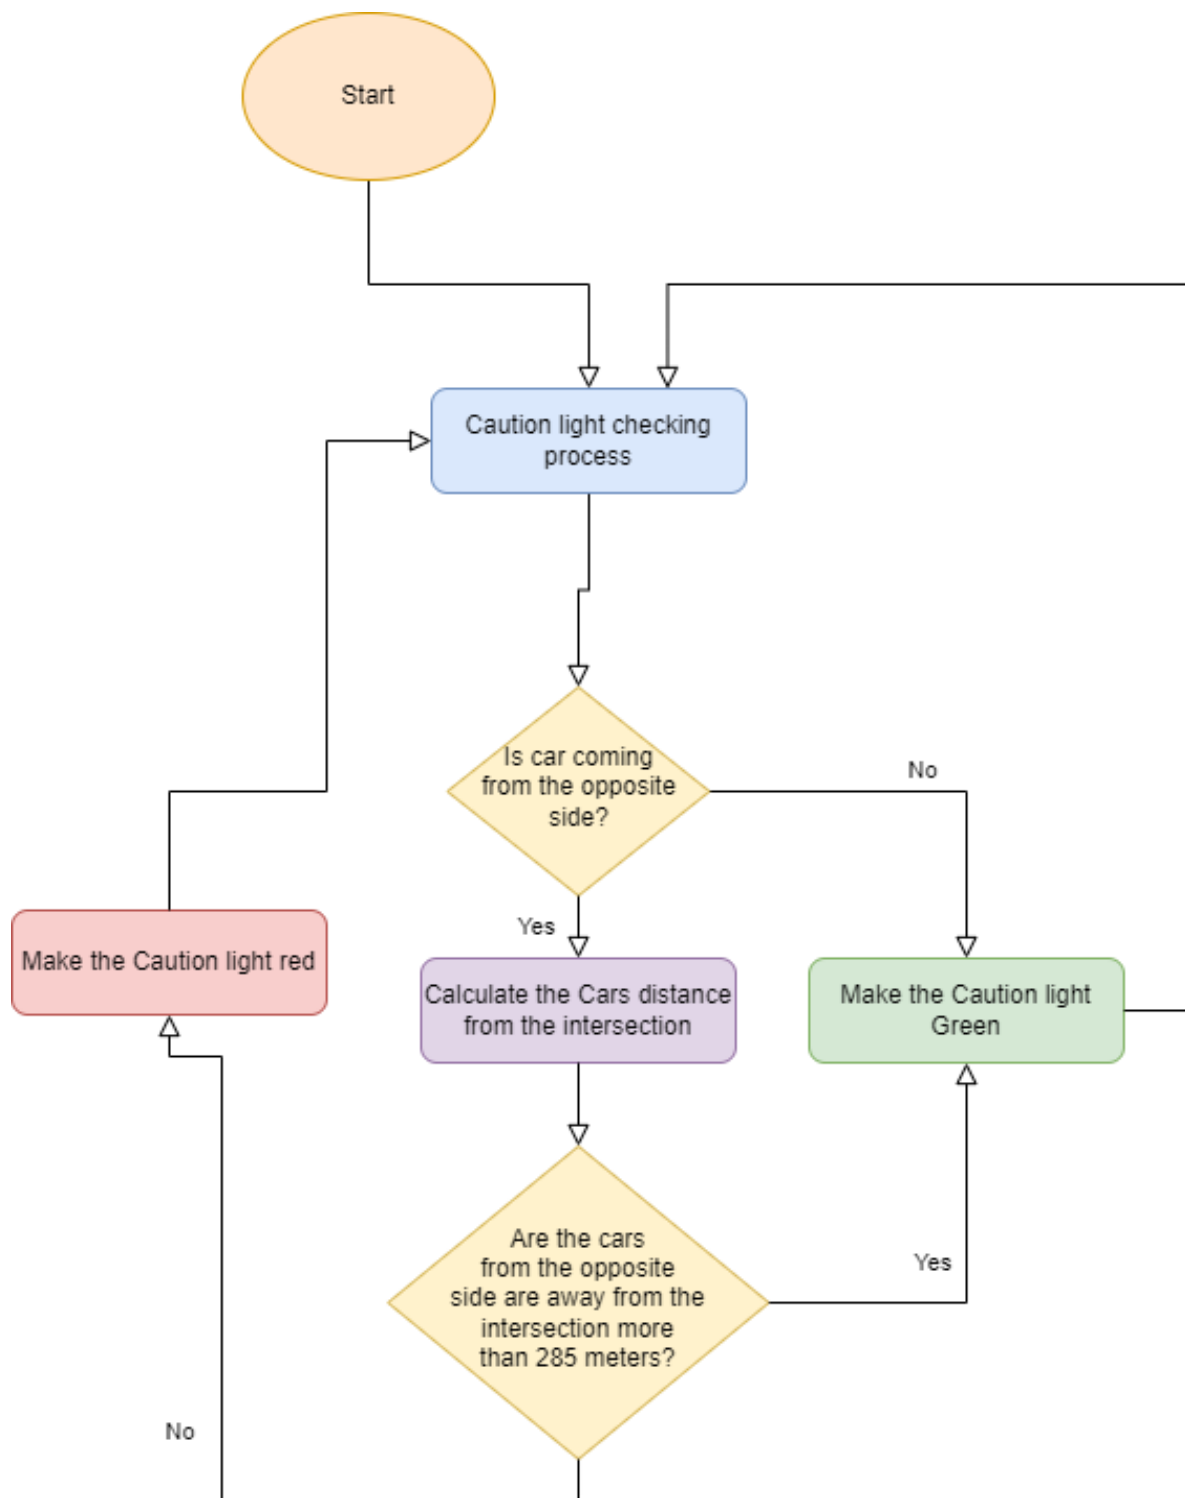 Start
Caution light checking
process
Is car coming
from the opposite
side?
No
Yes
Make the Caution light red
Calculate the Cars distance
from the intersection
Make the Caution light
Green
Are the cars
from the opposite
side are away from the
intersection more
than 285 meters?
Yes
No